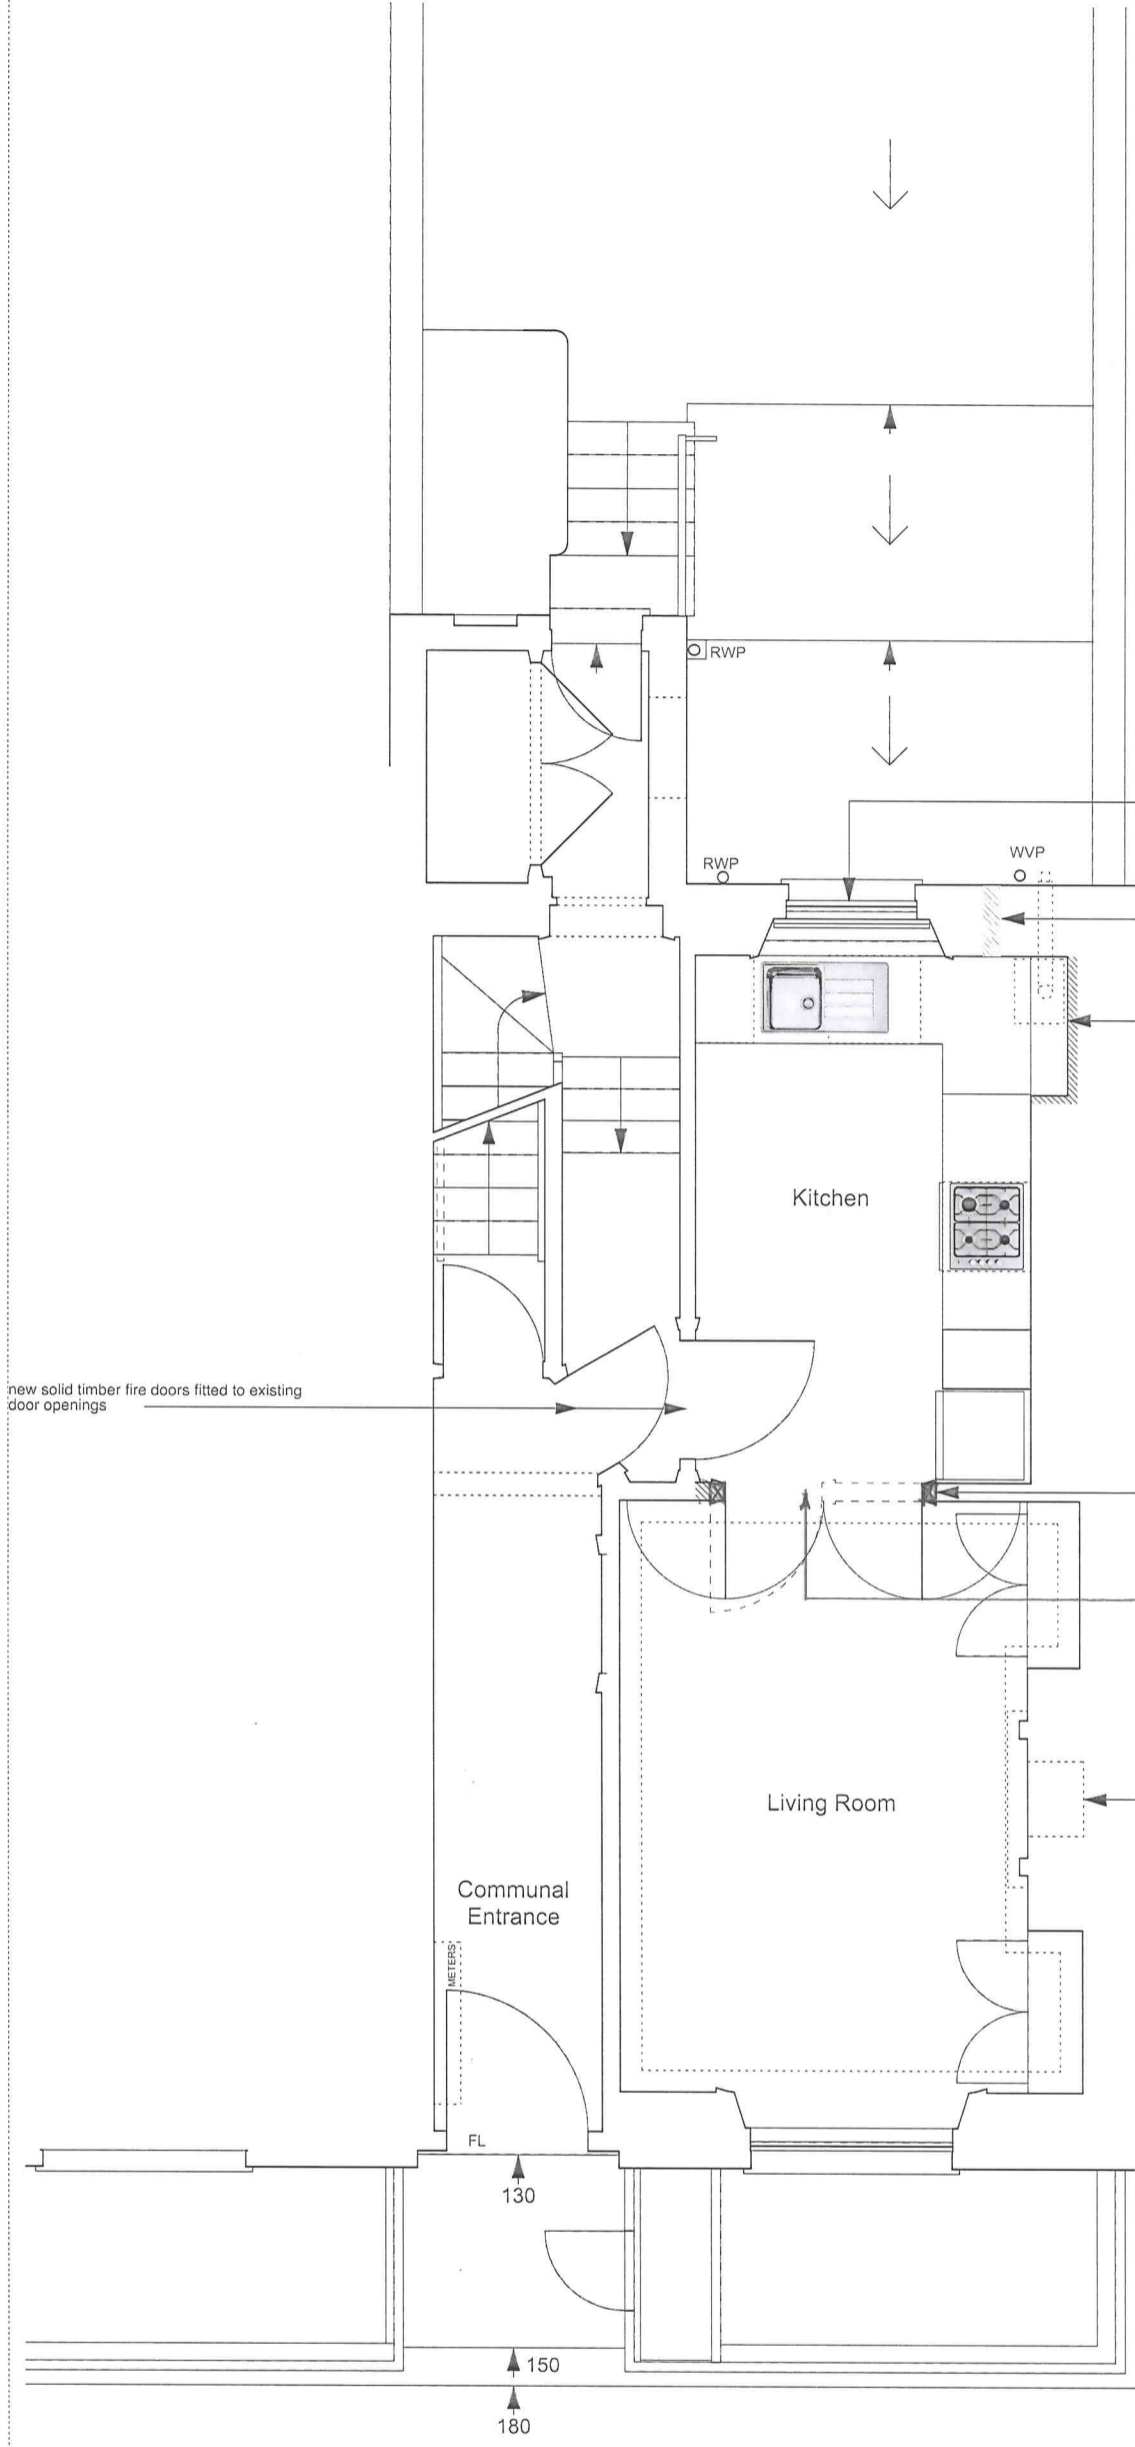 RWP
RWP
WVP
Kitchen
new solid timber fire doors fitted to existing
door openings
Living Room
Communal
Entrance
METERS
FL
130
150
180